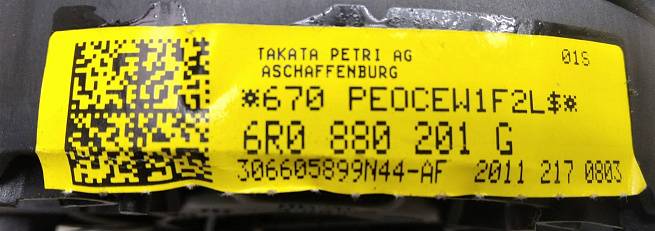 TAKATA PETRI AG 01S
ASCHAFFENBURG
*670 PEOCEW1F2L$*
6R0 880 201 G
306605899N44-AF 2011 217 0803